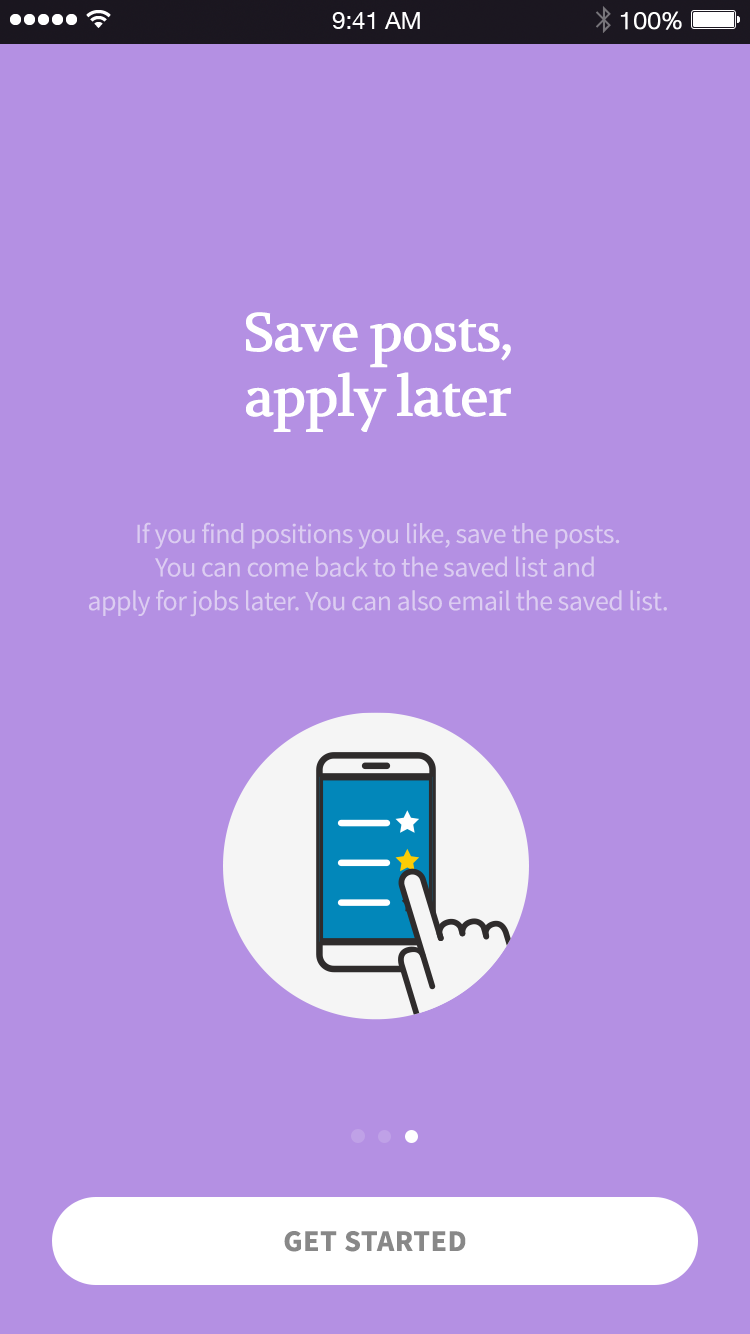 9:41 AM 100%
Save posts,
apply later
If you find positions you like, save the posts.
You can come back to the saved list and
apply for jobs later. You can also email the saved list.
GET STARTED